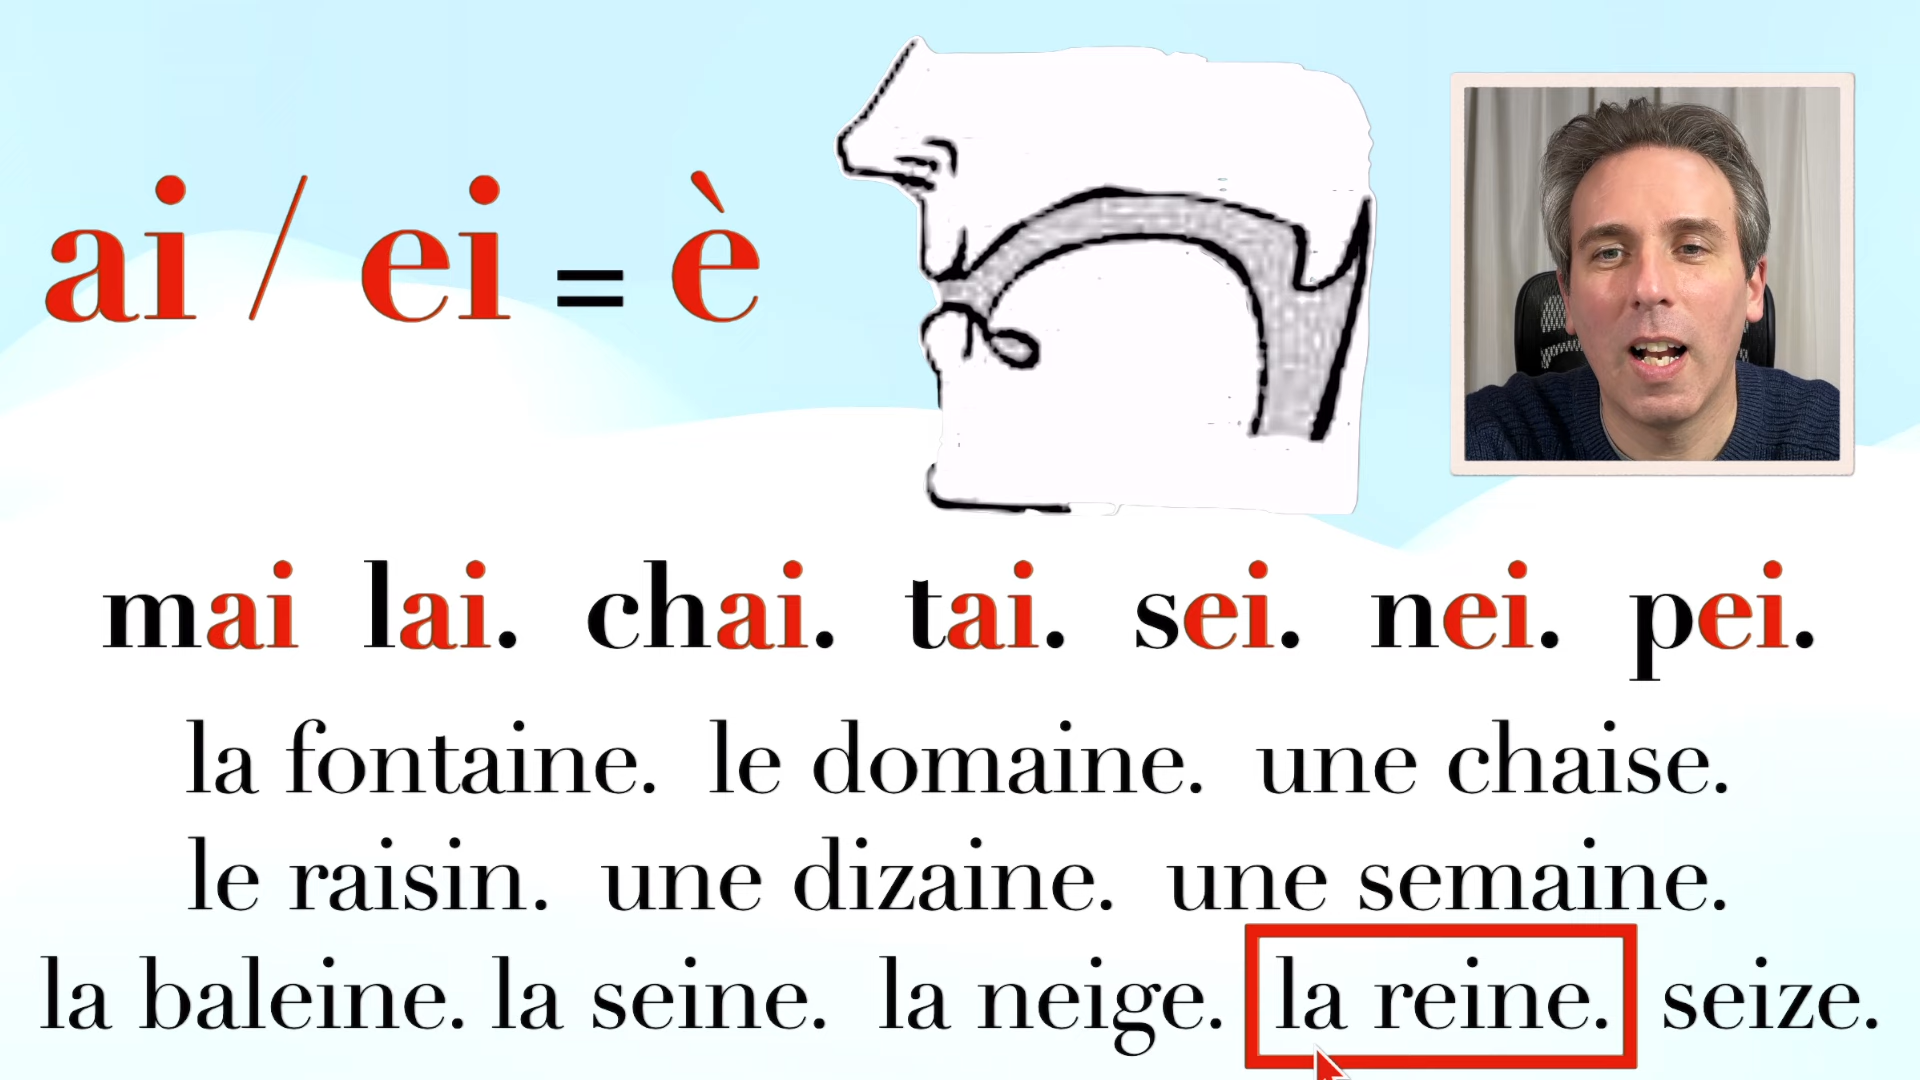 ai / ei = è
mai lai. chai. tai. sei. nei. pei.
la fontaine. le domaine. une chaise.
le raisin. une dizaine. une semaine.
la baleine. la seine. la neige. la reine. seize.